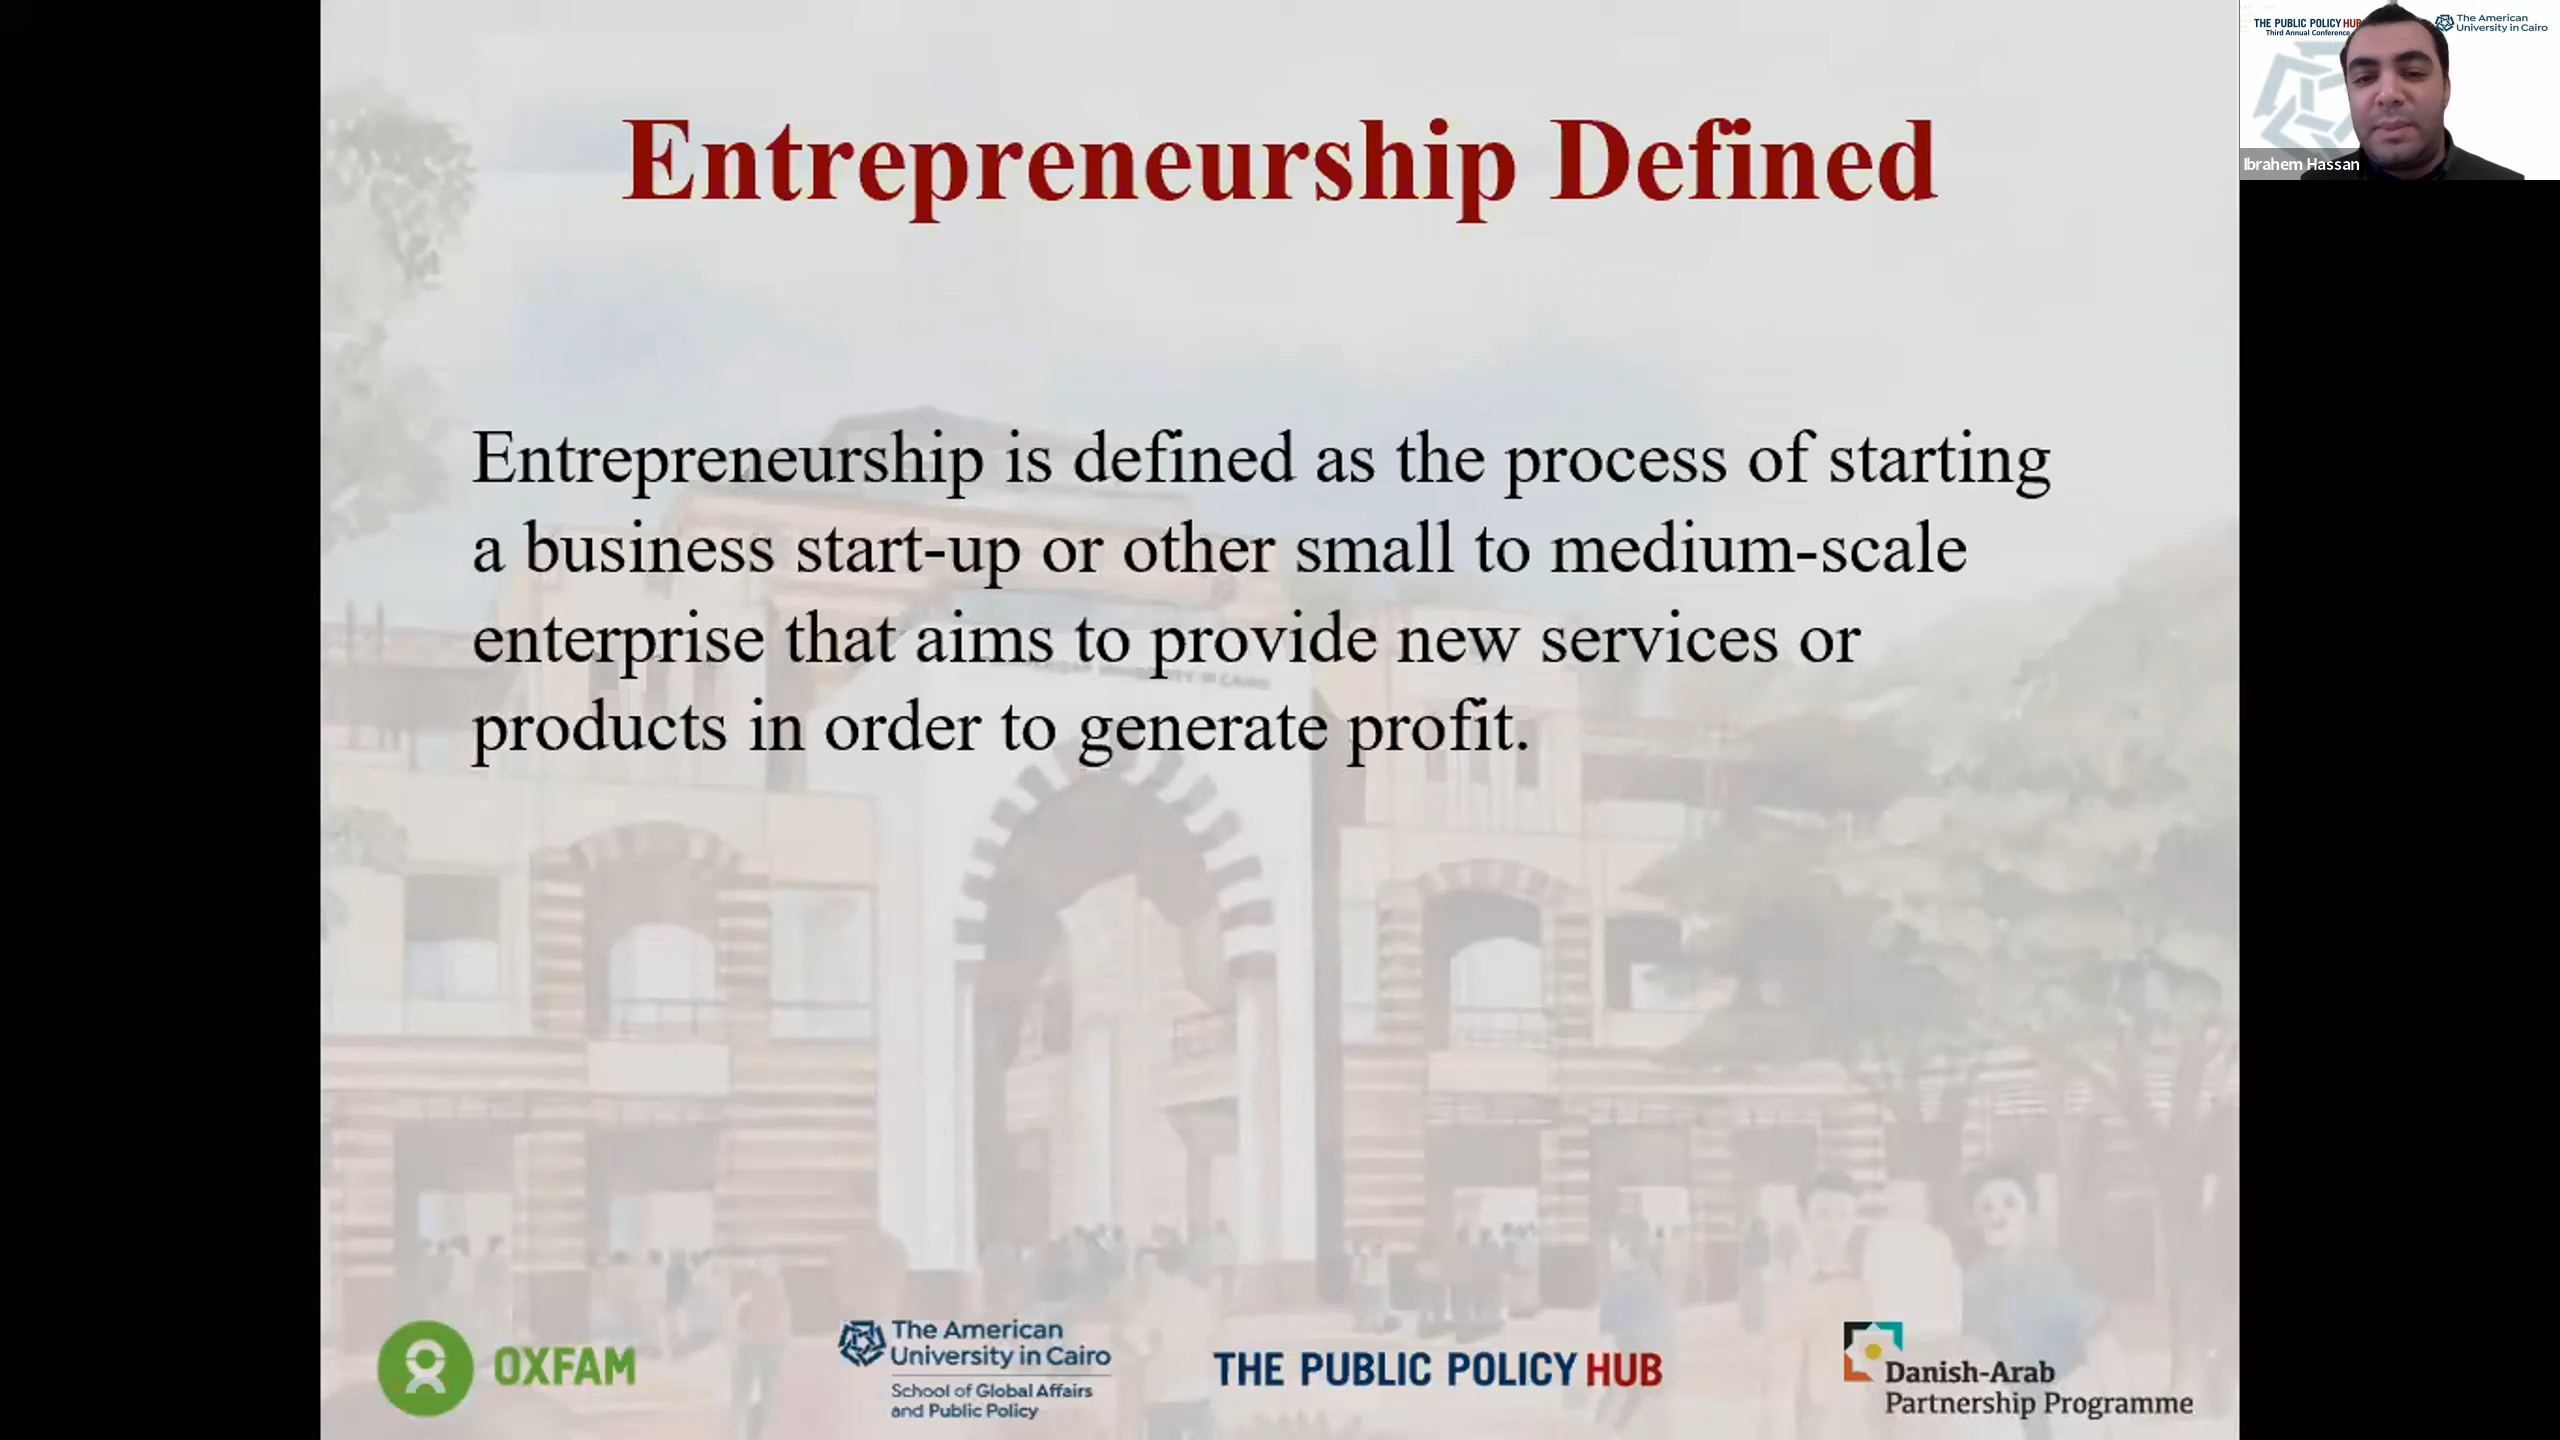 Entrepreneurship Defined
Entrepreneurship is defined as the process of starting
a business start-up or other small to medium-scale
enterprise that aims to provide new services or
products in order to generate profit.
OXFAM
The American
University in Cairo
School of Global Affairs
and Public Policy
THE PUBLIC POLICY HUB
Danish-Arab
Partnership Programme
THE PUBLIC POLICY HUB
Third Annual Conference
The American
University in Cairo
Ibrahem Hassan